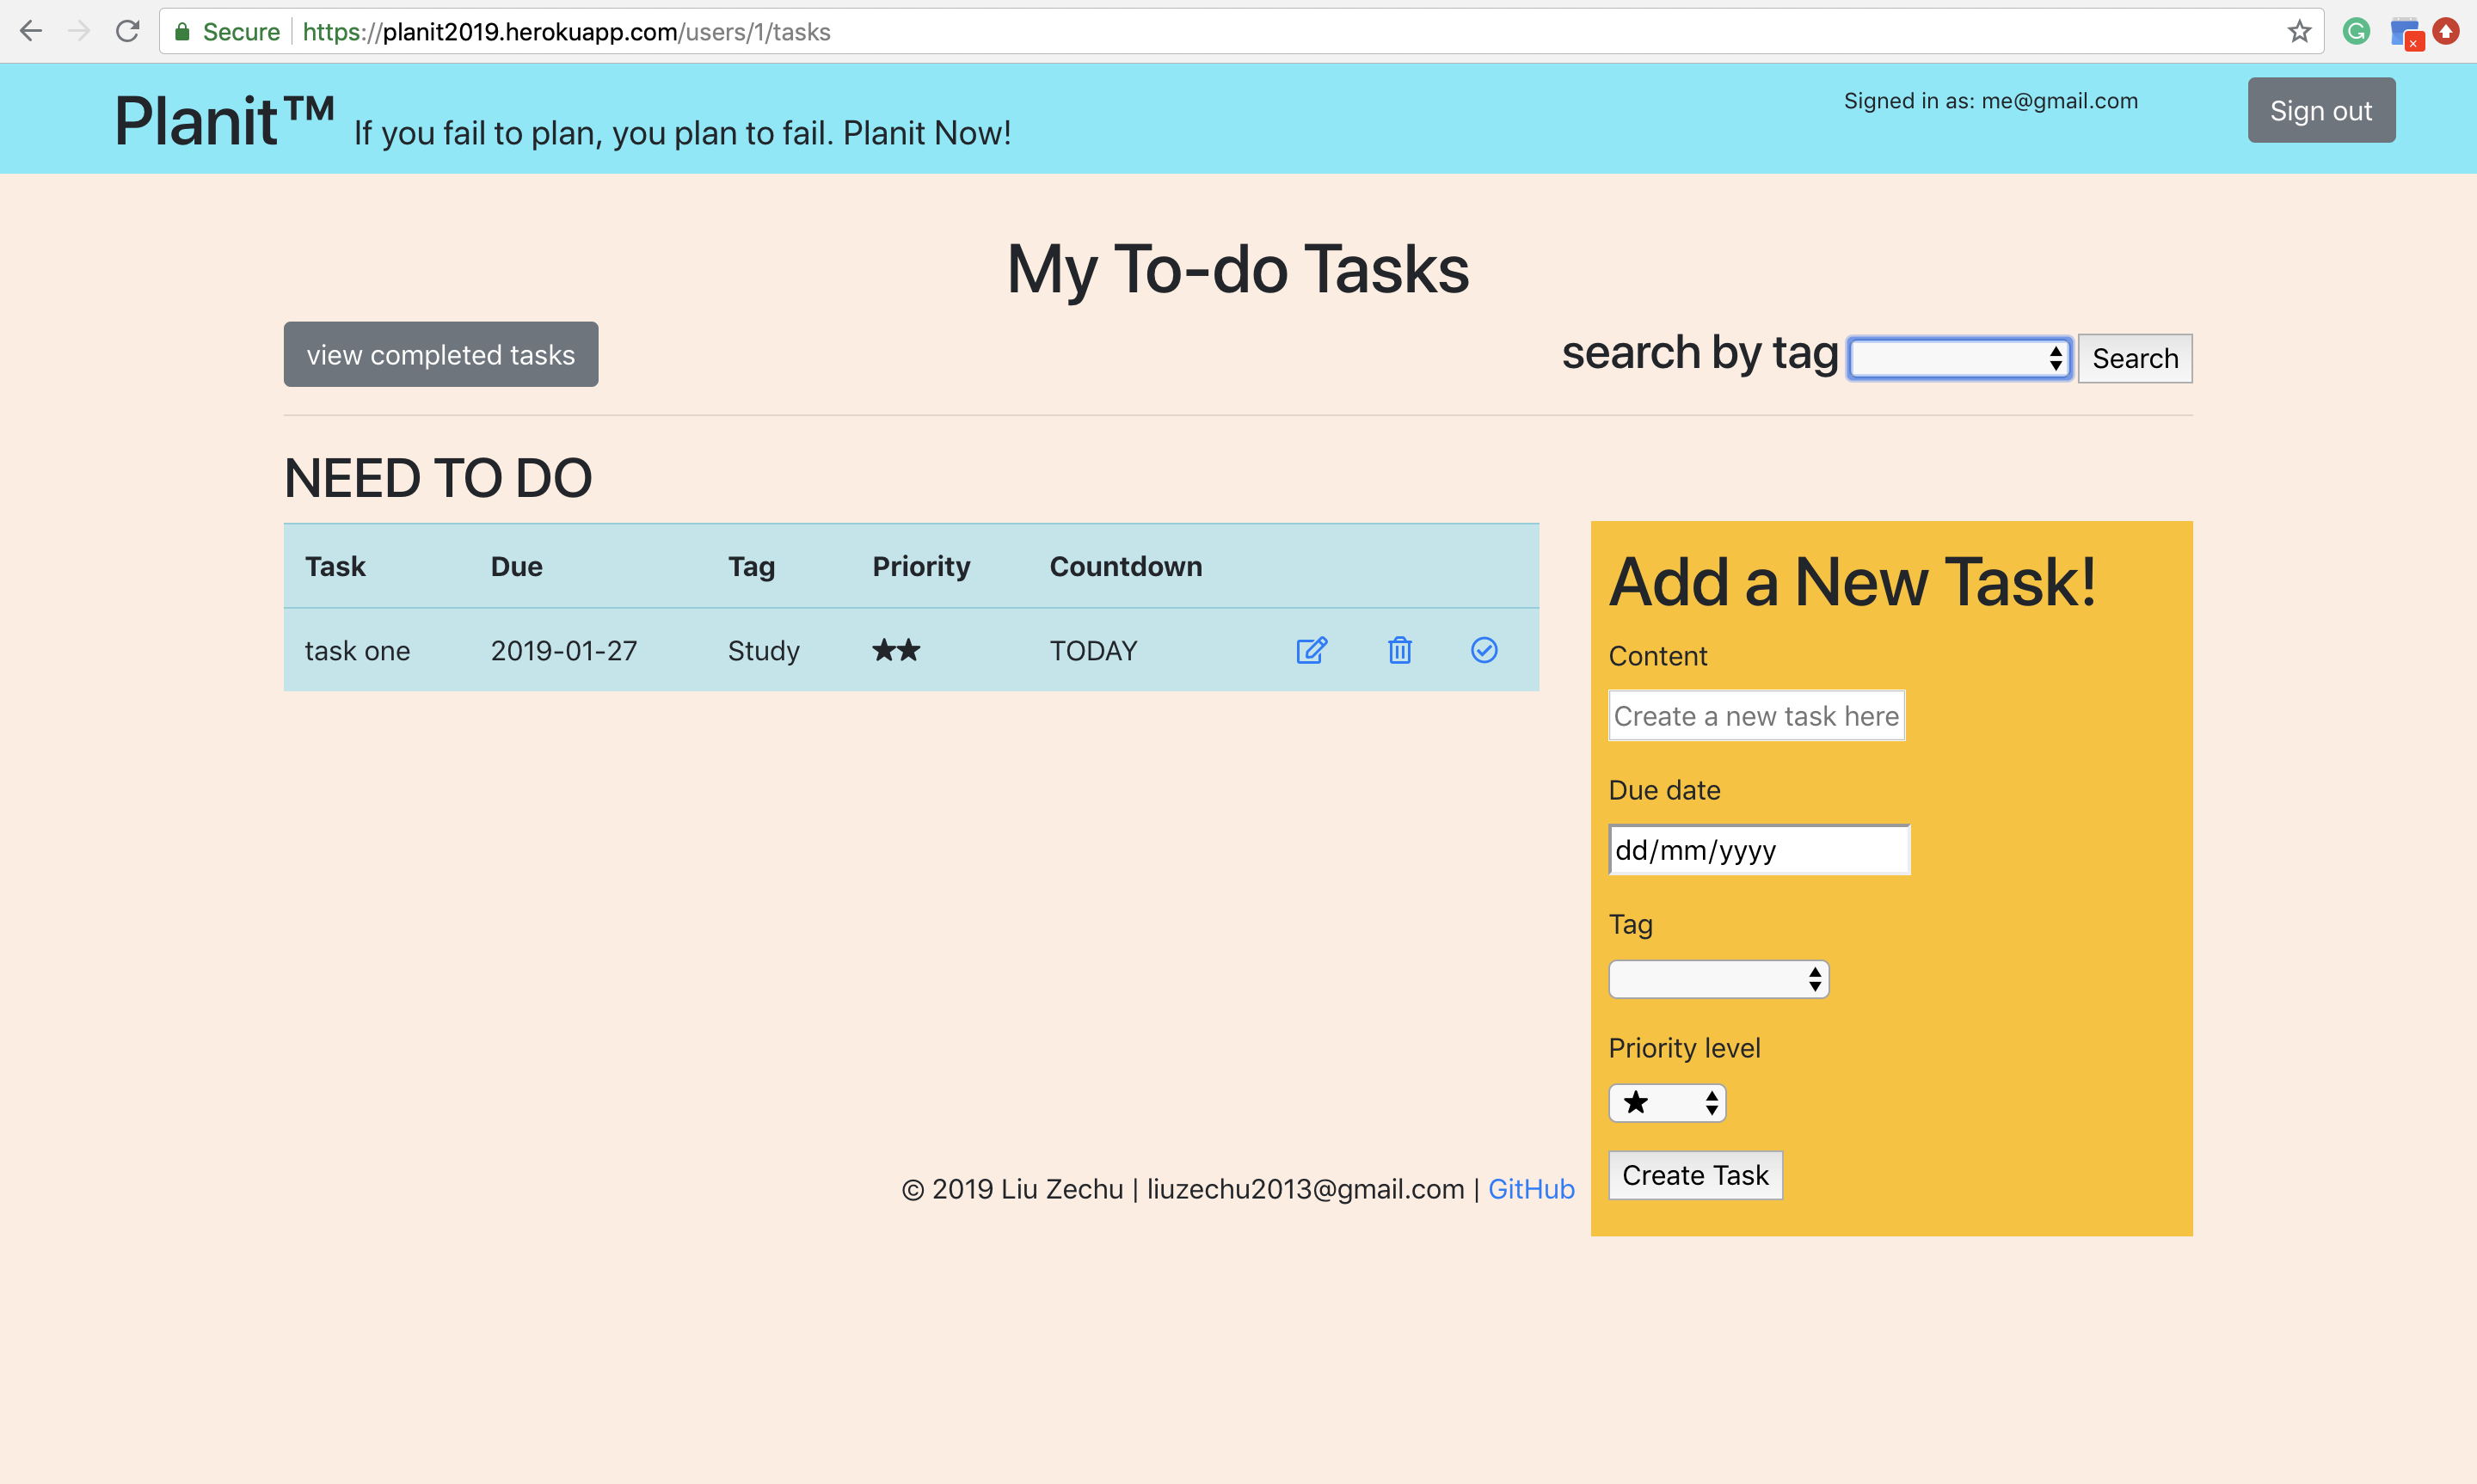 Secure https://planit2019.herokuapp.com/users/1/tasks
Planit™ If you fail to plan, you plan to fail. Planit Now!
Signed in as: me@gmail.com
Sign out
My To-do Tasks
view completed tasks
search by tag
Search
NEED TO DO
Task Due Tag Priority Countdown
task one 2019-01-27 Study ★★ TODAY
Add a New Task!
Content
Create a new task here
Due date
dd/mm/yyyy
Tag
Priority level
★
Create Task
© 2019 Liu Zechu | liuzechu2013@gmail.com | GitHub